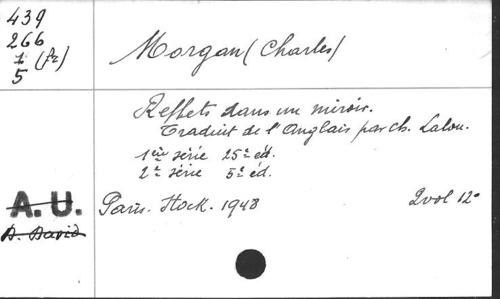 439
266
1 (fr)
5
Morgan (Charles)
Reflets dans un miroir.
Traduit de l'Anglais par Ch. Lalou.
1ère série 25e éd.
2e série 5e éd.
A. U.
Paris. Stock. 1948 2 vol 12°
B. David